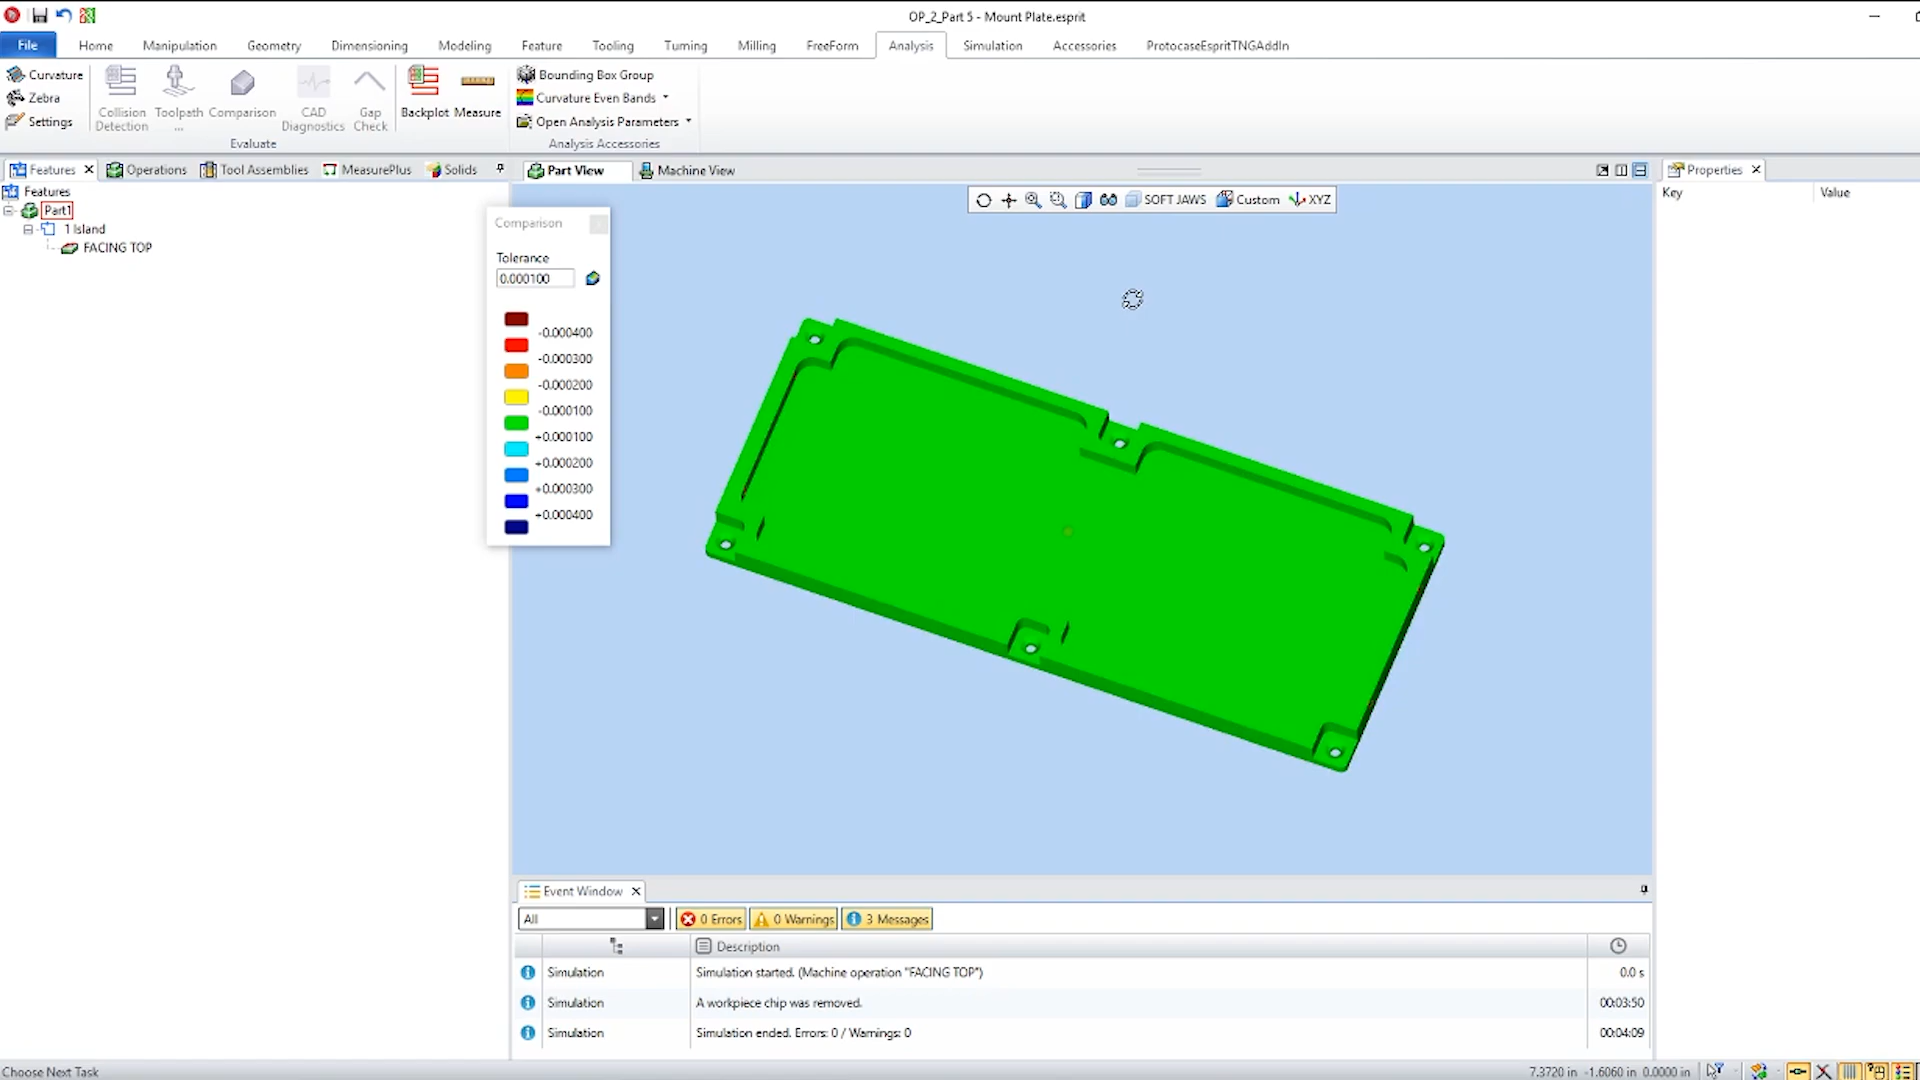 OP_2_Part 5 - Mount Plate.esprit
File Home Manipulation Geometry Dimensioning Modeling Feature Tooling Turning Milling FreeForm Analysis Simulation Accessories ProtocaseEspritTNGAddIn
Curvature
Zebra
Settings
Collision Detection
Toolpath ...
Comparison
CAD Diagnostics
Gap Check
Backplot
Measure
Evaluate
Bounding Box Group
Curvature Even Bands
Open Analysis Parameters
Analysis Accessories
Features Operations Tool Assemblies MeasurePlus Solids
Features
Part1
1 Island
FACING TOP
Part View Machine View
SOFT JAWS Custom XYZ
Comparison
Tolerance
0.000100
-0.000400
-0.000300
-0.000200
-0.000100
+0.000100
+0.000200
+0.000300
+0.000400
Properties
Key Value
Event Window
All 0 Errors 0 Warnings 3 Messages
Description
Simulation Simulation started. (Machine operation "FACING TOP") 0.0 s
Simulation A workpiece chip was removed. 00:03:50
Simulation Simulation ended. Errors: 0 / Warnings: 0 00:04:09
Choose Next Task 7.3720 in -1.6060 in 0.0000 in